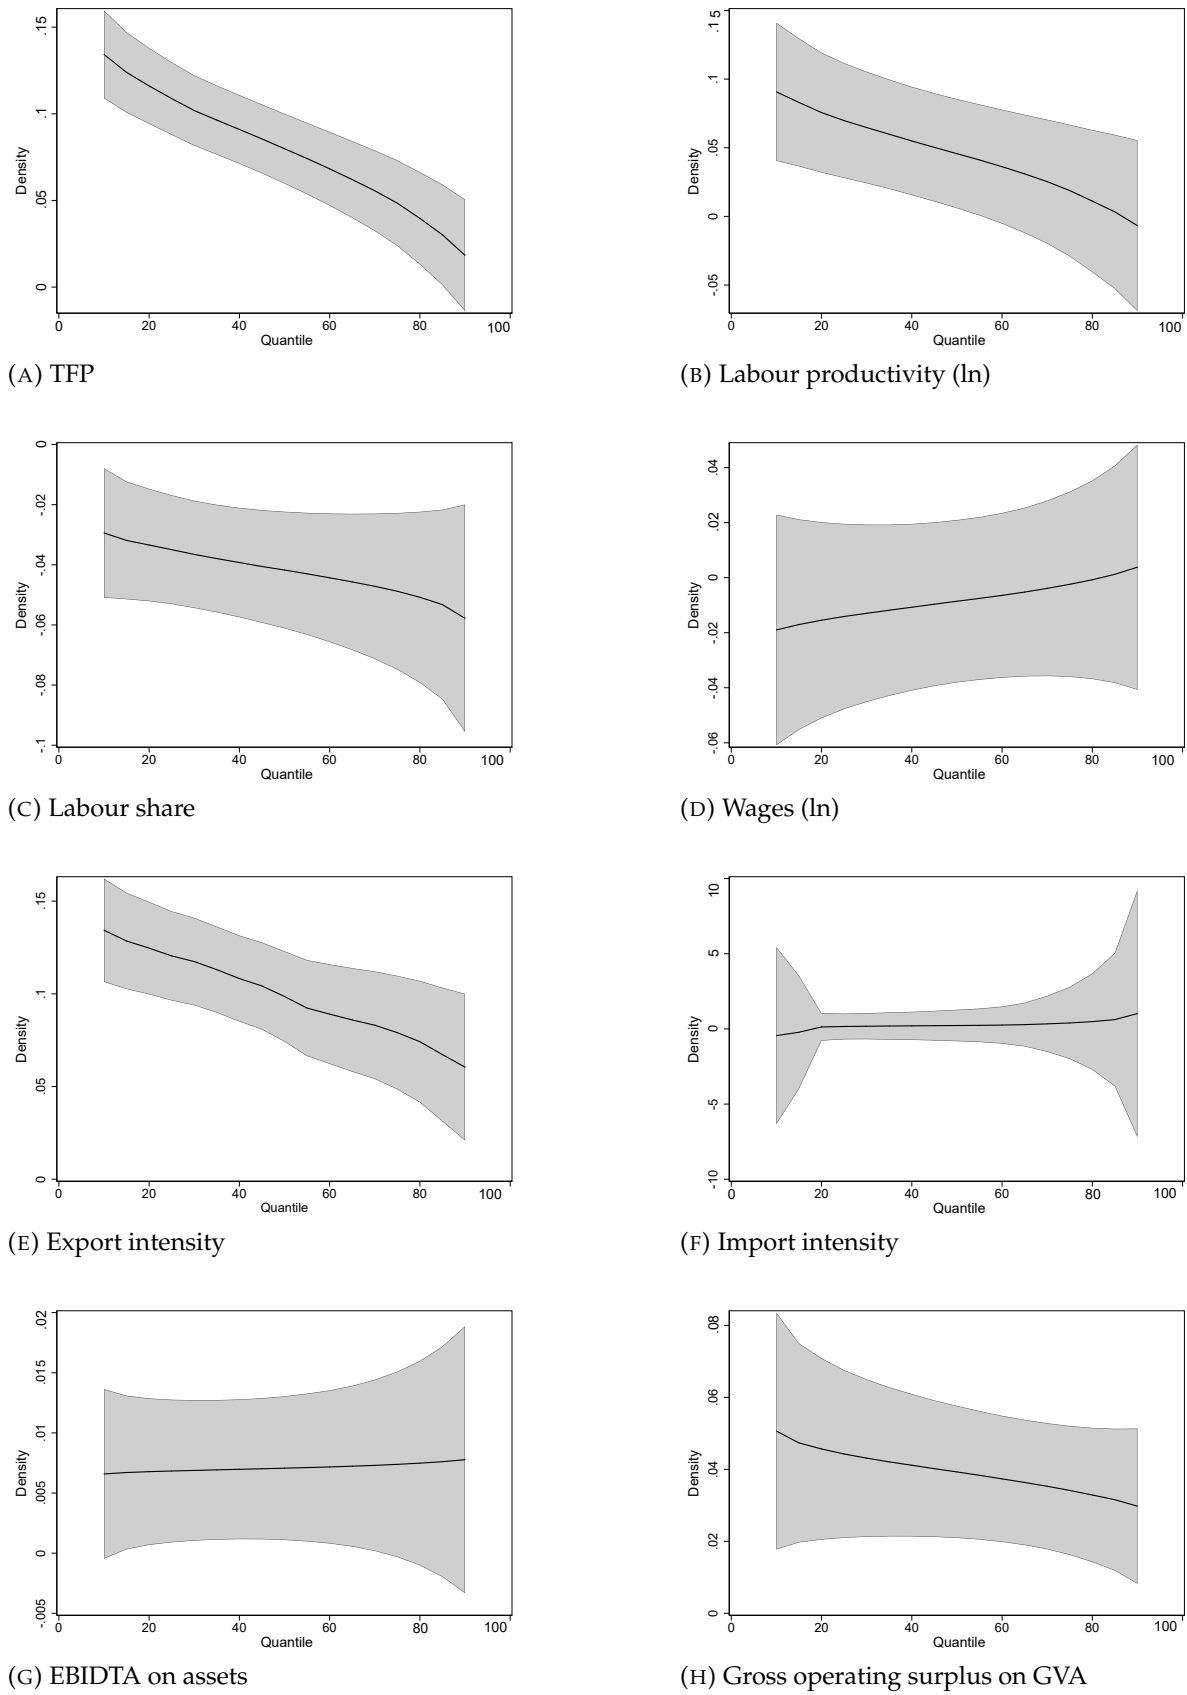 .15
.1
.05
0
Density
0 20 40 60 80 100
Quantile
(A) TFP
.15
.1
.05
0
-.05
Density
0 20 40 60 80 100
Quantile
(B) Labour productivity (ln)
0
-.02
-.04
-.06
-.08
-.1
Density
0 20 40 60 80 100
Quantile
(C) Labour share
.04
.02
0
-.02
-.04
-.06
Density
0 20 40 60 80 100
Quantile
(D) Wages (ln)
.15
.1
.05
0
Density
0 20 40 60 80 100
Quantile
(E) Export intensity
10
5
0
-5
-10
Density
0 20 40 60 80 100
Quantile
(F) Import intensity
.02
.015
.01
.005
0
-.005
Density
0 20 40 60 80 100
Quantile
(G) EBIDTA on assets
.08
.06
.04
.02
0
Density
0 20 40 60 80 100
Quantile
(H) Gross operating surplus on GVA